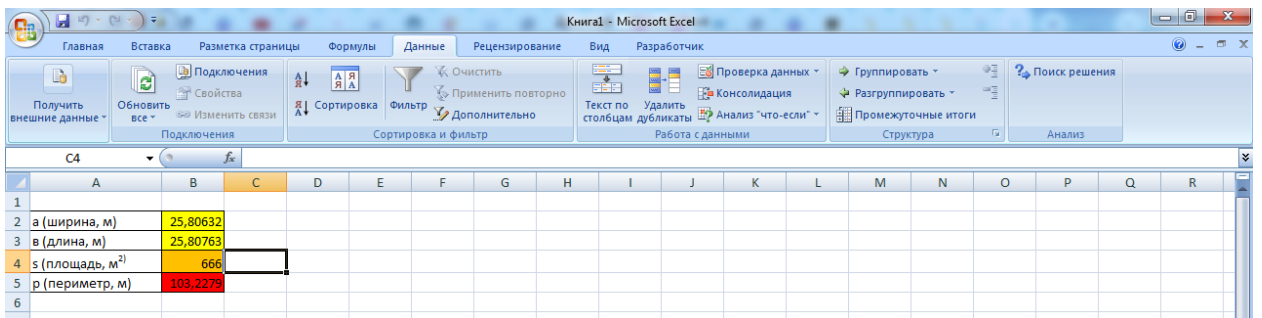 Книга1 - Microsoft Excel
Главная Вставка Разметка страницы Формулы Данные Рецензирование Вид Разработчик
Получить внешние данные
Обновить все
Подключения
Свойства
Изменить связи
Подключения
Сортировка
Фильтр
Очистить
Применить повторно
Дополнительно
Сортировка и фильтр
Текст по столбцам
Удалить дубликаты
Проверка данных
Консолидация
Анализ "что-если"
Работа с данными
Группировать
Разгруппировать
Промежуточные итоги
Структура
Поиск решения
Анализ
C4 fx
A B C D E F G H I J K L M N O P Q R
1
2 а (ширина, м) 25,80632
3 в (длина, м) 25,80763
4 s (площадь, м²⁾ 666
5 р (периметр, м) 103,2279
6